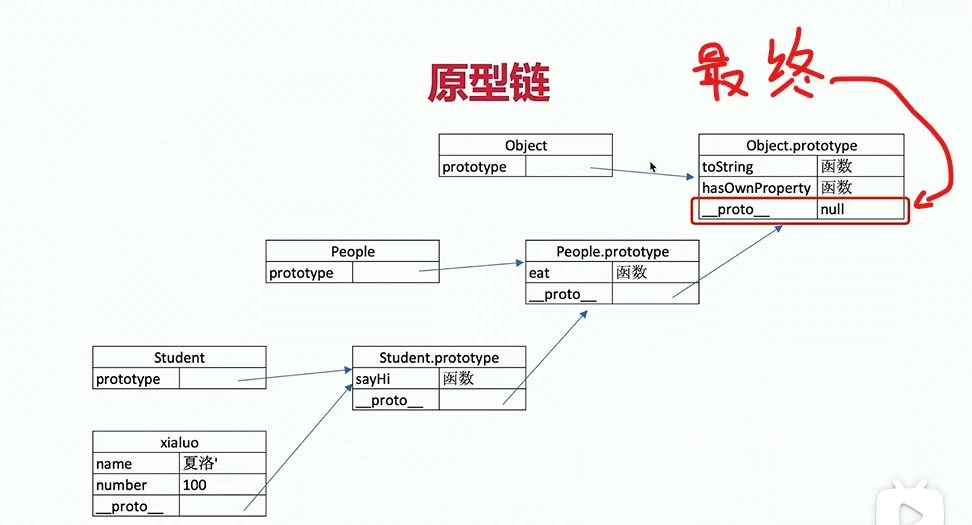 原型链
最终
Object
prototype
Object.prototype
toString 函数
hasOwnProperty 函数
__proto__ null
People
prototype
People.prototype
eat 函数
__proto__
Student
prototype
Student.prototype
sayHi 函数
__proto__
xialuo
name 夏洛'
number 100
__proto__